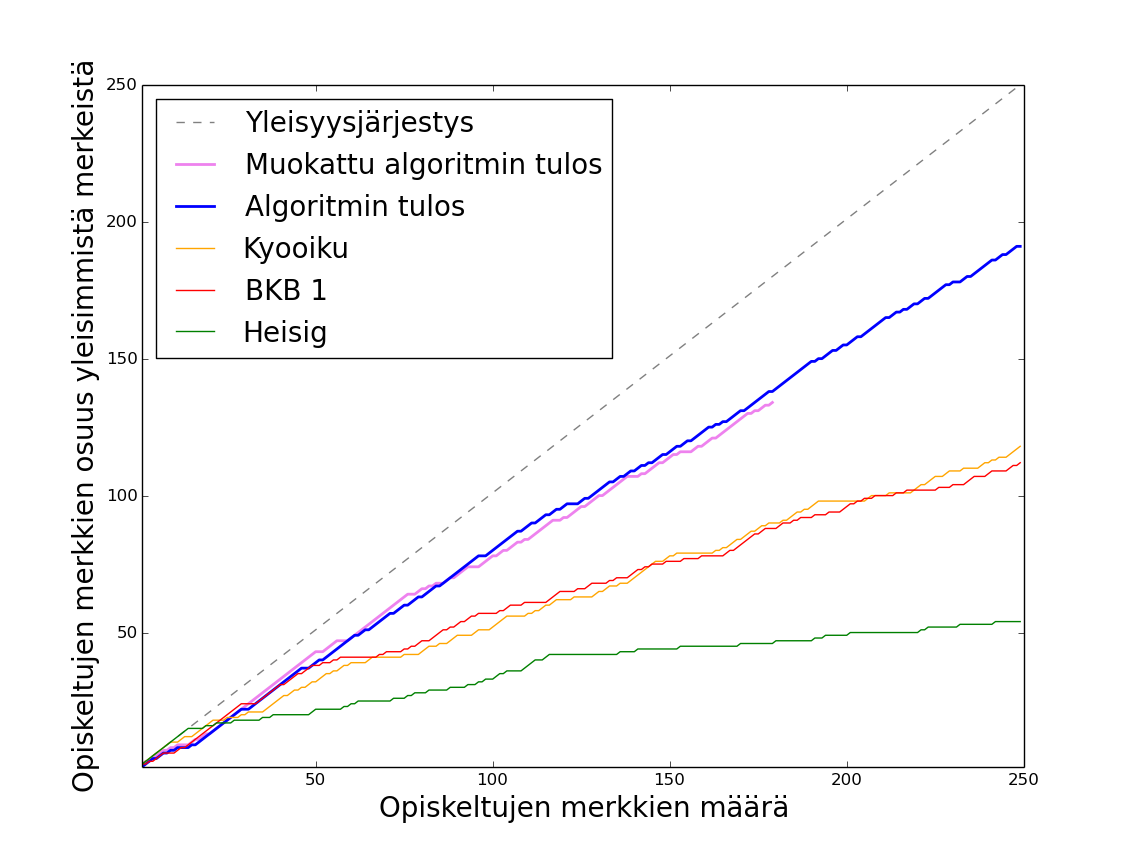 Opiskeltujen merkkien osuus yleisimmistä merkeistä
250
200
150
100
50
Yleisyysjärjestys
Muokattu algoritmin tulos
Algoritmin tulos
Kyooiku
BKB 1
Heisig
50 100 150 200 250
Opiskeltujen merkkien määrä